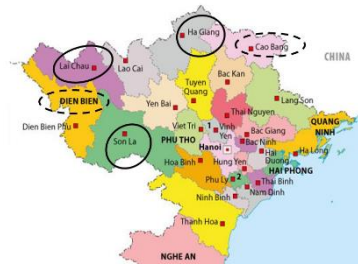 Ha Giang
Cao Bang
CHINA
Lai Chau
Lao Cai
Tuyen
Quang
Bac Kan
DIEN BIEN
Yen Bai
Thai Nguyen
Lang Son
Dien Bien Phu
Viet Tri
1
Vinh
Yen
Bac Giang
QUANG
NINH
Son La
PHU THO
Hanoi
Bac Ninh
Hai
Duong
Ha Long
Hoa Binh
Hung Yen
HAI PHONG
Phu Ly
2
Thai Binh
Nam Dinh
Ninh Binh
Thanh Hoa
NGHE AN